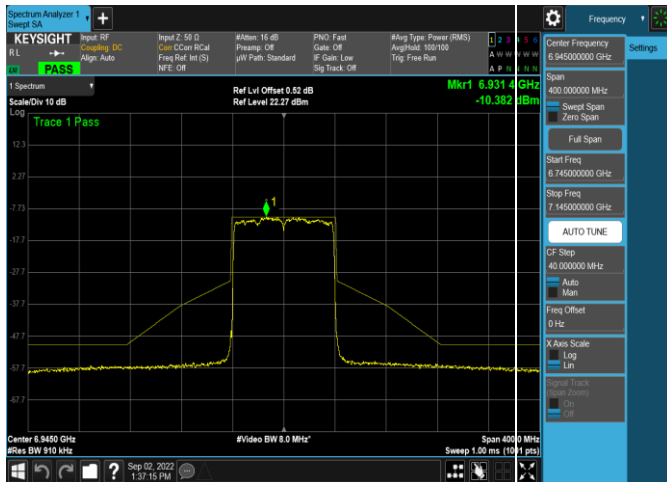 Spectrum Analyzer 1
Swept SA
+
Frequency
KEYSIGHT
Input: RF
Coupling: DC
Align: Auto
Input Z: 50 Ω
Corr CCorr RCal
Freq Ref: Int (S)
NFE: Off
#Atten: 16 dB
Preamp: Off
µW Path: Standard
PNO: Fast
Gate: Off
IF Gain: Low
Sig Track: Off
#Avg Type: Power (RMS)
Avg|Hold: 100/100
Trig: Free Run
1 2 3 4 5 6
A W W W W W
A P N N N N
R L
LXI
PASS
1 Spectrum
Scale/Div 10 dB
Log
Ref Lvl Offset 0.52 dB
Ref Level 22.27 dBm
Mkr1 6.931 4 GHz
-10.382 dBm
Trace 1 Pass
1
12.3
2.27
-7.73
-17.7
-27.7
-37.7
-47.7
-57.7
-67.7
Center 6.9450 GHz
#Res BW 910 kHz
#Video BW 8.0 MHz*
Span 400.0 MHz
Sweep 1.00 ms (1001 pts)
Sep 02, 2022
1:37:15 PM
?
Center Frequency
6.945000000 GHz
Settings
Span
400.000000 MHz
Swept Span
Zero Span
Full Span
Start Freq
6.745000000 GHz
Stop Freq
7.145000000 GHz
AUTO TUNE
CF Step
40.000000 MHz
Auto
Man
Freq Offset
0 Hz
X Axis Scale
Log
Lin
Signal Track
(Span Zoom)
On
Off